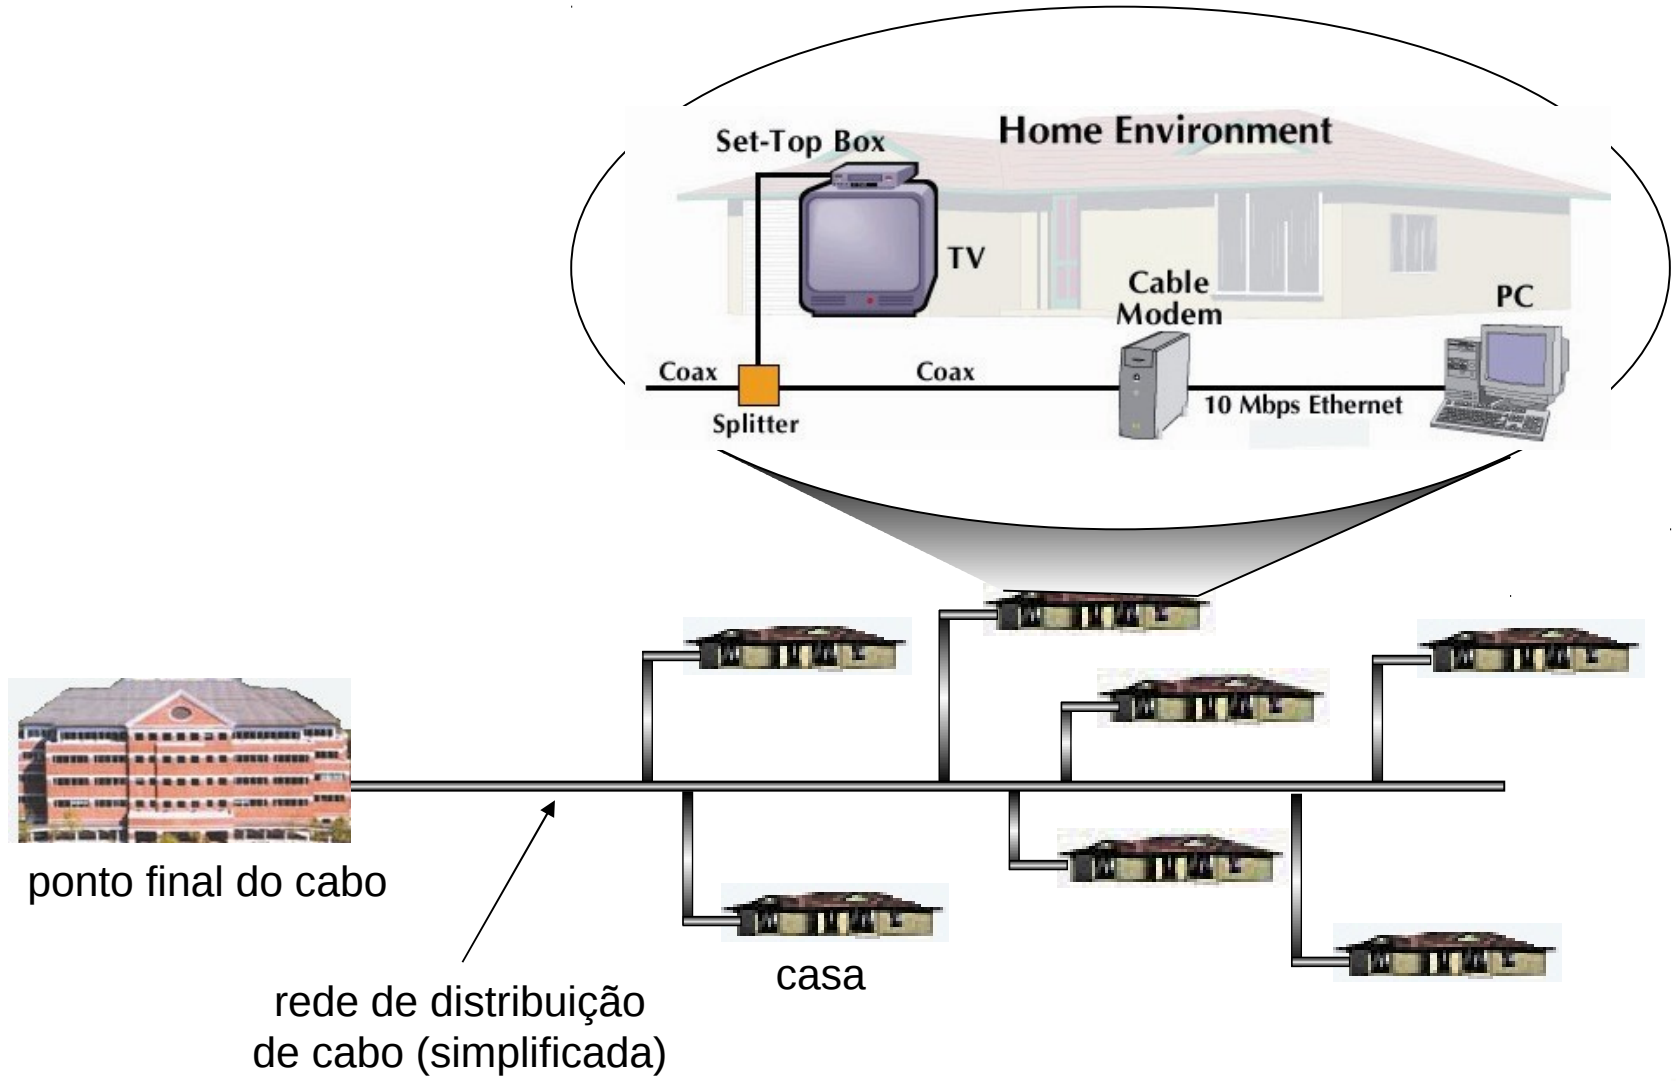 Home Environment
Set-Top Box
TV
Cable
Modem
PC
Coax
Coax
10 Mbps Ethernet
Splitter
ponto final do cabo
casa
rede de distribuição
de cabo (simplificada)